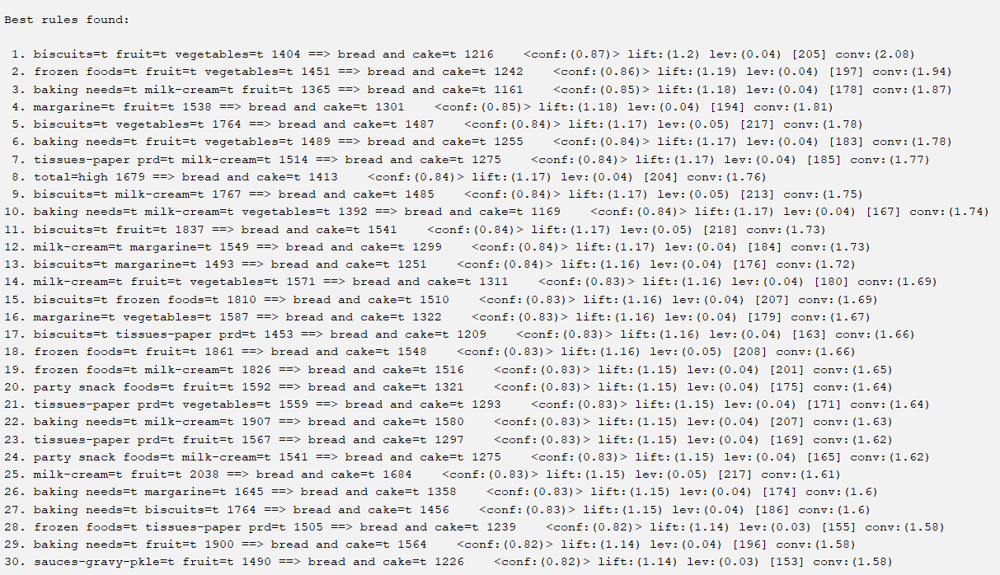 Best rules found:
1. biscuits=t fruit=t vegetables=t 1404 ==> bread and cake=t 1216    <conf:(0.87)> lift:(1.2) lev:(0.04) [205] conv:(2.08)
2. frozen foods=t fruit=t vegetables=t 1451 ==> bread and cake=t 1242    <conf:(0.86)> lift:(1.19) lev:(0.04) [197] conv:(1.94)
3. baking needs=t milk-cream=t fruit=t 1365 ==> bread and cake=t 1161    <conf:(0.85)> lift:(1.18) lev:(0.04) [178] conv:(1.87)
4. margarine=t fruit=t 1538 ==> bread and cake=t 1301    <conf:(0.85)> lift:(1.18) lev:(0.04) [194] conv:(1.81)
5. biscuits=t vegetables=t 1764 ==> bread and cake=t 1487    <conf:(0.84)> lift:(1.17) lev:(0.05) [217] conv:(1.78)
6. baking needs=t fruit=t vegetables=t 1489 ==> bread and cake=t 1255    <conf:(0.84)> lift:(1.17) lev:(0.04) [183] conv:(1.78)
7. tissues-paper prd=t milk-cream=t 1514 ==> bread and cake=t 1275    <conf:(0.84)> lift:(1.17) lev:(0.04) [185] conv:(1.77)
8. total=high 1679 ==> bread and cake=t 1413    <conf:(0.84)> lift:(1.17) lev:(0.04) [204] conv:(1.76)
9. biscuits=t milk-cream=t 1767 ==> bread and cake=t 1485    <conf:(0.84)> lift:(1.17) lev:(0.05) [213] conv:(1.75)
10. baking needs=t milk-cream=t vegetables=t 1392 ==> bread and cake=t 1169    <conf:(0.84)> lift:(1.17) lev:(0.04) [167] conv:(1.74)
11. biscuits=t fruit=t 1837 ==> bread and cake=t 1541    <conf:(0.84)> lift:(1.17) lev:(0.05) [218] conv:(1.73)
12. milk-cream=t margarine=t 1549 ==> bread and cake=t 1299    <conf:(0.84)> lift:(1.17) lev:(0.04) [184] conv:(1.73)
13. biscuits=t margarine=t 1493 ==> bread and cake=t 1251    <conf:(0.84)> lift:(1.16) lev:(0.04) [176] conv:(1.72)
14. milk-cream=t fruit=t vegetables=t 1571 ==> bread and cake=t 1311    <conf:(0.83)> lift:(1.16) lev:(0.04) [180] conv:(1.69)
15. biscuits=t frozen foods=t 1810 ==> bread and cake=t 1510    <conf:(0.83)> lift:(1.16) lev:(0.04) [207] conv:(1.69)
16. margarine=t vegetables=t 1587 ==> bread and cake=t 1322    <conf:(0.83)> lift:(1.16) lev:(0.04) [179] conv:(1.67)
17. biscuits=t tissues-paper prd=t 1453 ==> bread and cake=t 1209    <conf:(0.83)> lift:(1.16) lev:(0.04) [163] conv:(1.66)
18. frozen foods=t fruit=t 1861 ==> bread and cake=t 1548    <conf:(0.83)> lift:(1.16) lev:(0.05) [208] conv:(1.66)
19. frozen foods=t milk-cream=t 1826 ==> bread and cake=t 1516    <conf:(0.83)> lift:(1.15) lev:(0.04) [201] conv:(1.65)
20. party snack foods=t fruit=t 1592 ==> bread and cake=t 1321    <conf:(0.83)> lift:(1.15) lev:(0.04) [175] conv:(1.64)
21. tissues-paper prd=t vegetables=t 1559 ==> bread and cake=t 1293    <conf:(0.83)> lift:(1.15) lev:(0.04) [171] conv:(1.64)
22. baking needs=t milk-cream=t 1907 ==> bread and cake=t 1580    <conf:(0.83)> lift:(1.15) lev:(0.04) [207] conv:(1.63)
23. tissues-paper prd=t fruit=t 1567 ==> bread and cake=t 1297    <conf:(0.83)> lift:(1.15) lev:(0.04) [169] conv:(1.62)
24. party snack foods=t milk-cream=t 1541 ==> bread and cake=t 1275    <conf:(0.83)> lift:(1.15) lev:(0.04) [165] conv:(1.62)
25. milk-cream=t fruit=t 2038 ==> bread and cake=t 1684    <conf:(0.83)> lift:(1.15) lev:(0.05) [217] conv:(1.61)
26. baking needs=t margarine=t 1645 ==> bread and cake=t 1358    <conf:(0.83)> lift:(1.15) lev:(0.04) [174] conv:(1.6)
27. baking needs=t biscuits=t 1764 ==> bread and cake=t 1456    <conf:(0.83)> lift:(1.15) lev:(0.04) [186] conv:(1.6)
28. frozen foods=t tissues-paper prd=t 1505 ==> bread and cake=t 1239    <conf:(0.82)> lift:(1.14) lev:(0.03) [155] conv:(1.58)
29. baking needs=t fruit=t 1900 ==> bread and cake=t 1564    <conf:(0.82)> lift:(1.14) lev:(0.04) [196] conv:(1.58)
30. sauces-gravy-pkle=t fruit=t 1490 ==> bread and cake=t 1226    <conf:(0.82)> lift:(1.14) lev:(0.03) [153] conv:(1.58)